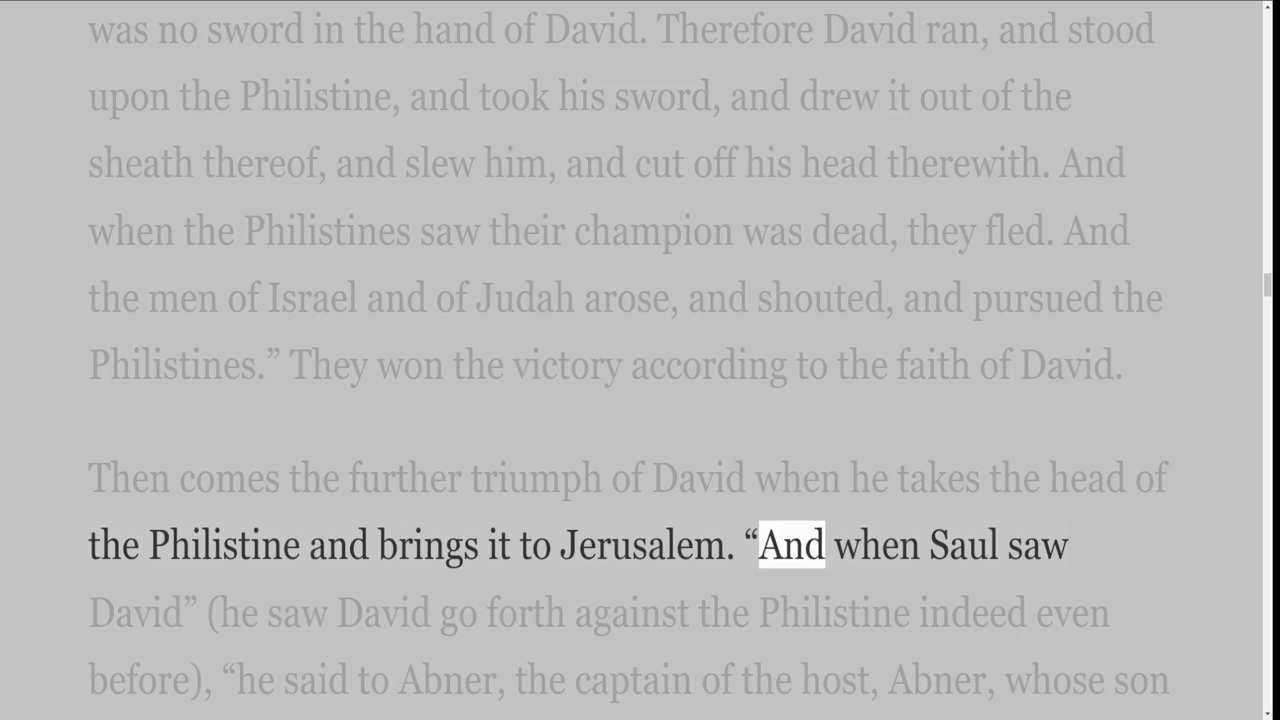 was no sword in the hand of David. Therefore David ran, and stood
upon the Philistine, and took his sword, and drew it out of the
sheath thereof, and slew him, and cut off his head therewith. And
when the Philistines saw their champion was dead, they fled. And
the men of Israel and of Judah arose, and shouted, and pursued the
Philistines.” They won the victory according to the faith of David.
Then comes the further triumph of David when he takes the head of
the Philistine and brings it to Jerusalem. “And when Saul saw
David” (he saw David go forth against the Philistine indeed even
before), “he said to Abner, the captain of the host, Abner, whose son